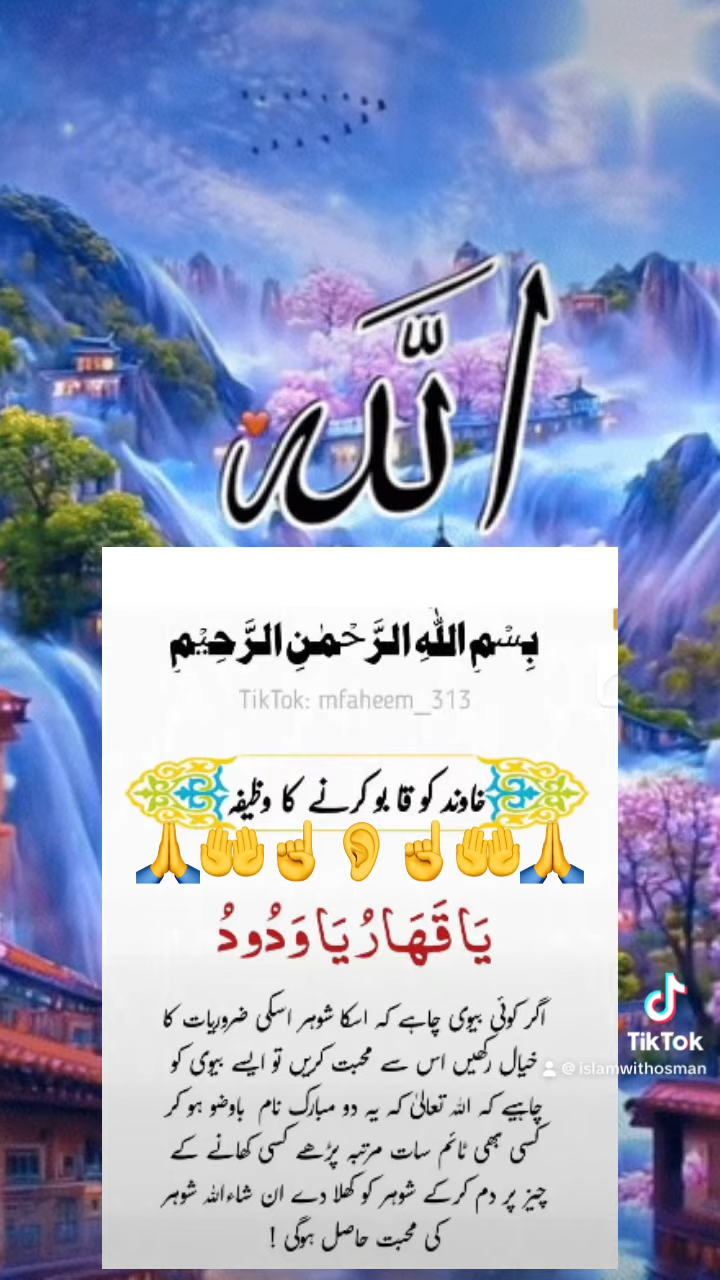 اللّٰه
بِسْمِ اللهِ الرَّحْمٰنِ الرَّحِيْمِ
TikTok: mfaheem_313
خاوند کو قابو کرنے کا وظیفہ
يَا قَهَارُ يَا وَدُودُ
اگر کوئی بیوی چاہے کہ اسکا شوہر اسکی ضروریات کا
خیال رکھیں اس سے محبت کریں تو ایسے بیوی کو
چاہیے کہ اللہ تعالیٰ کہ یہ دو مبارک نام باوضو ہو کر
کسی بھی ٹائم سات مرتبہ پڑھے کسی کھانے کے
چیز پر دم کرکے شوہر کو کھلا دے ان شاءاللہ شوہر
کی محبت حاصل ہوگی !
TikTok
@islamwithosman